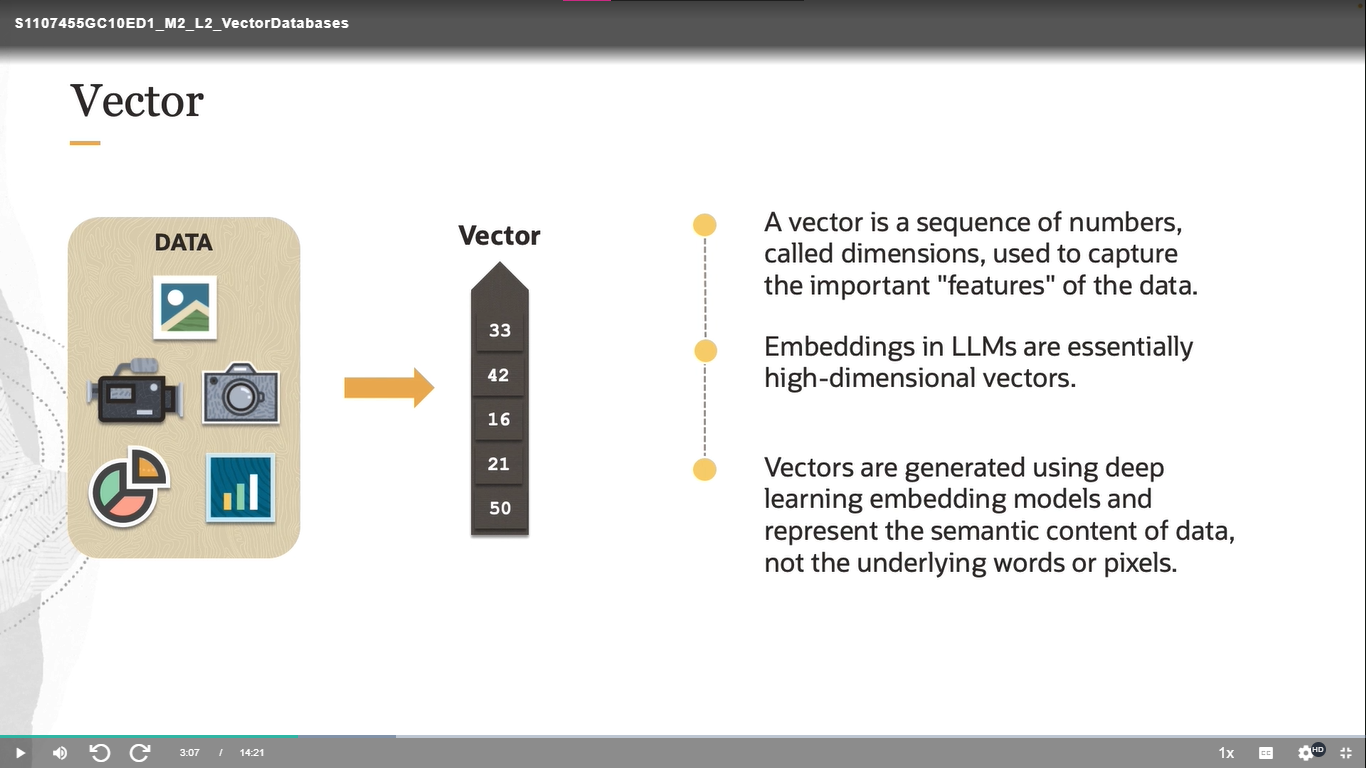 S1107455GC10ED1_M2_L2_VectorDatabases
Vector
DATA
Vector
33
42
16
21
50
A vector is a sequence of numbers,
called dimensions, used to capture
the important "features" of the data.
Embeddings in LLMs are essentially
high-dimensional vectors.
Vectors are generated using deep
learning embedding models and
represent the semantic content of data,
not the underlying words or pixels.
3:07 / 14:21
1x
CC
HD